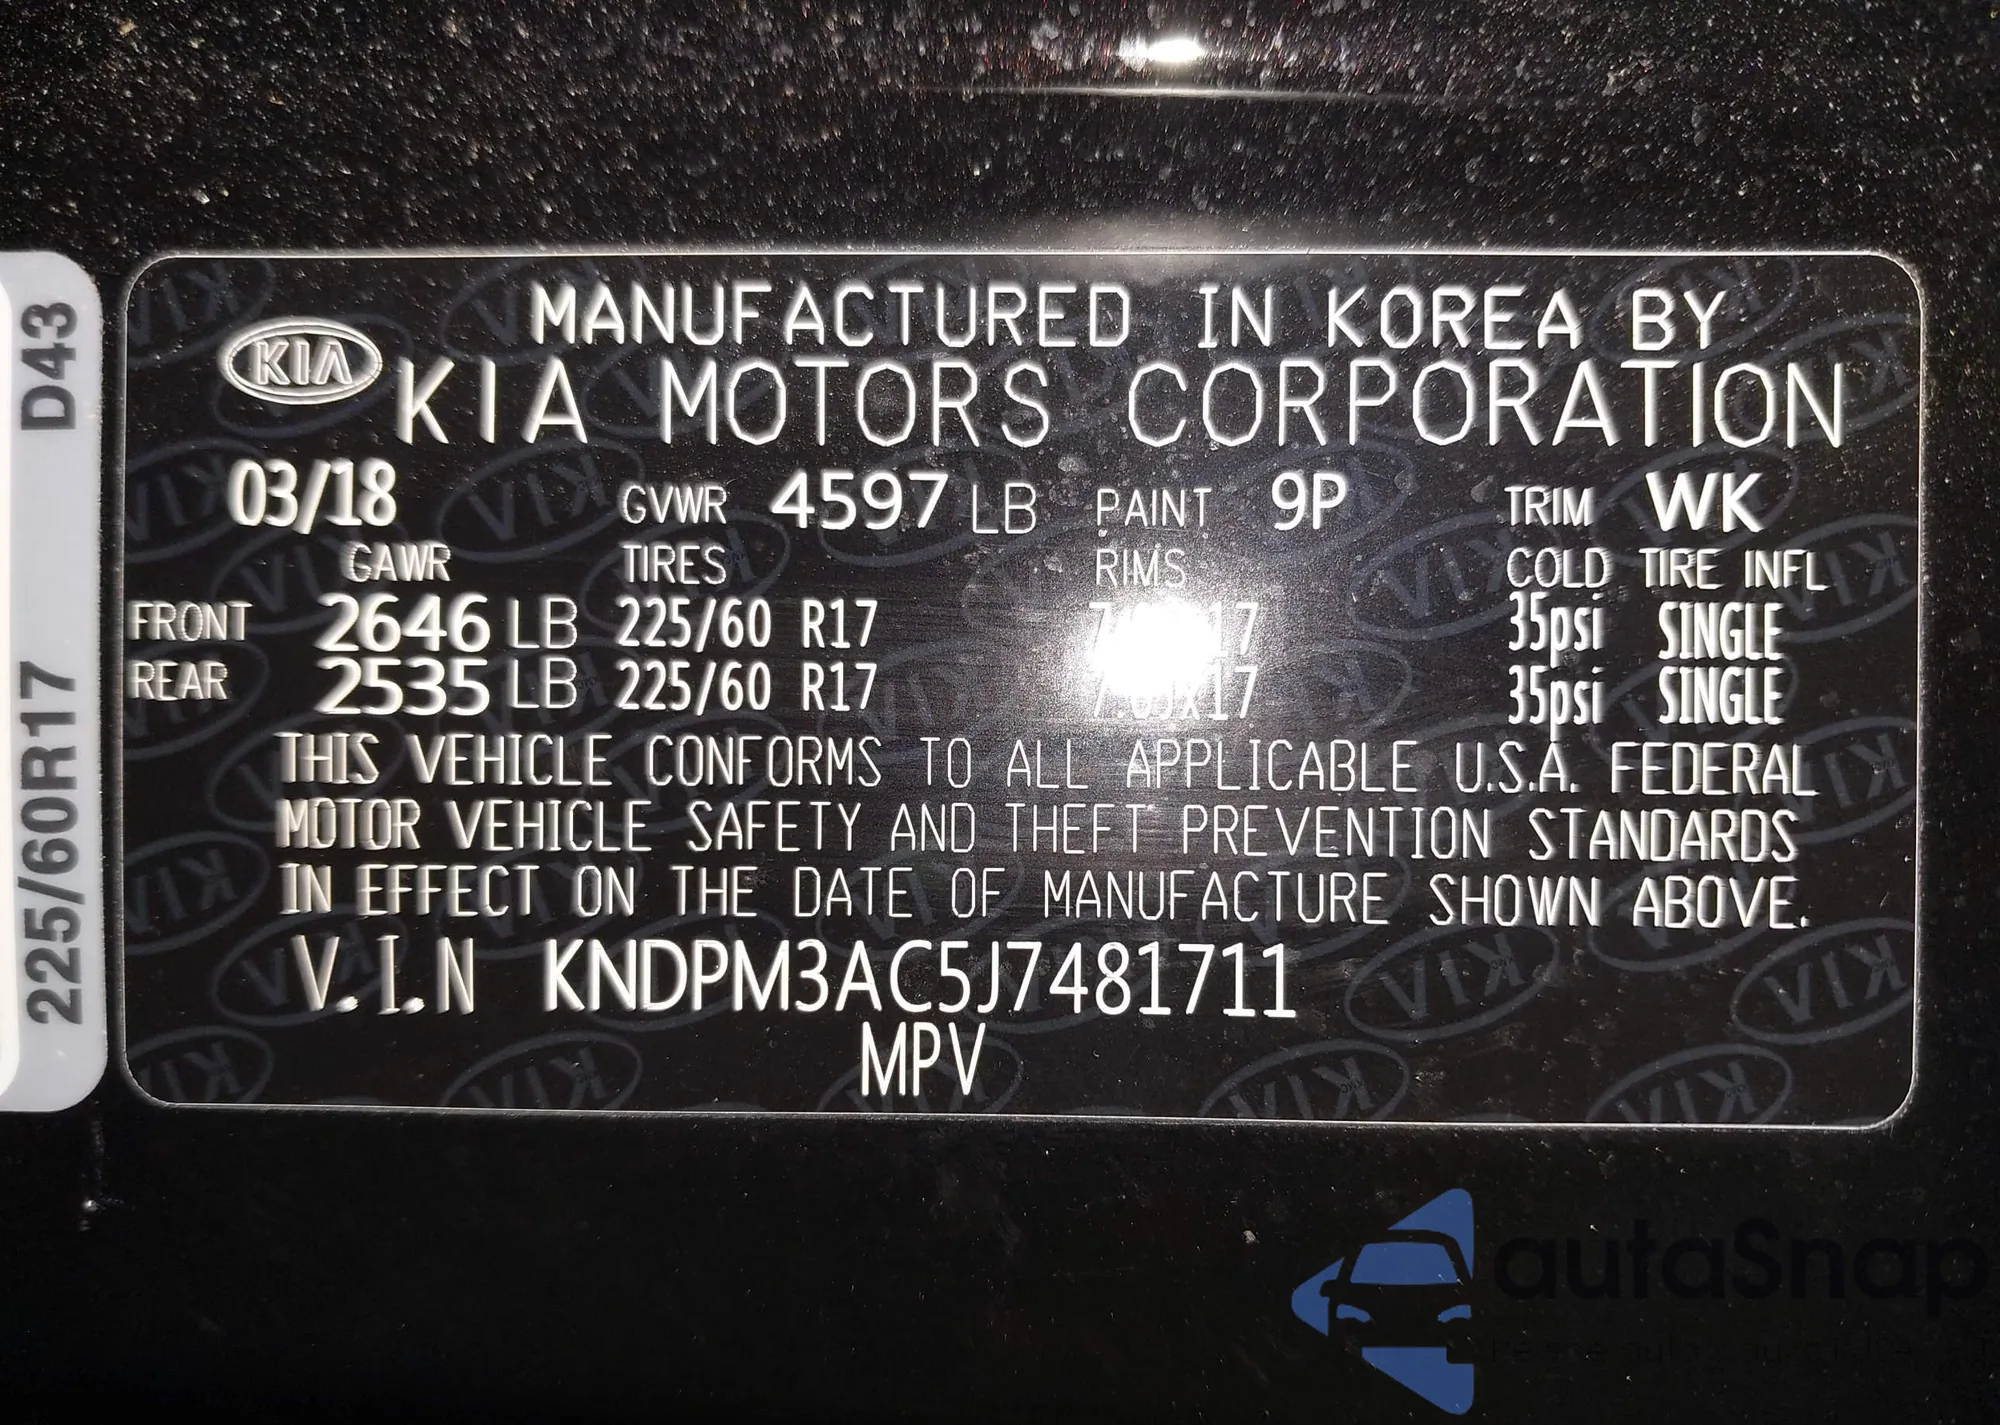 D43
225/60R17
MANUFACTURED IN KOREA BY
KIA
KIA MOTORS CORPORATION
03/18 GVWR 4597 LB PAINT 9P TRIM WK
GAWR TIRES RIMS COLD TIRE INFL
FRONT 2646 LB 225/60 R17 35psi SINGLE
REAR 2535 LB 225/60 R17 35psi SINGLE
THIS VEHICLE CONFORMS TO ALL APPLICABLE U.S.A. FEDERAL
MOTOR VEHICLE SAFETY AND THEFT PREVENTION STANDARDS
IN EFFECT ON THE DATE OF MANUFACTURE SHOWN ABOVE.
V.I.N KNDPM3AC5J7481711
MPV
autaSnap